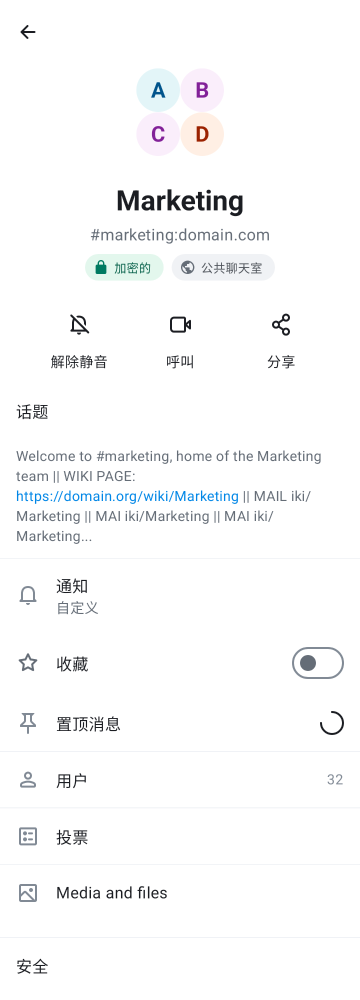 A B
C D
Marketing
#marketing:domain.com
加密的 公共聊天室
解除静音 呼叫 分享
话题
Welcome to #marketing, home of the Marketing
team || WIKI PAGE:
https://domain.org/wiki/Marketing || MAIL iki/
Marketing || MAI iki/Marketing || MAI iki/
Marketing...
通知
自定义
收藏
置顶消息
用户 32
投票
Media and files
安全